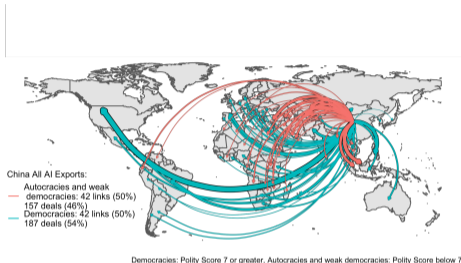 China All AI Exports:
Autocracies and weak
democracies: 42 links (50%)
157 deals (46%)
Democracies: 42 links (50%)
187 deals (54%)
Democracies: Polity Score 7 or greater. Autocracies and weak democracies: Polity Score below 7